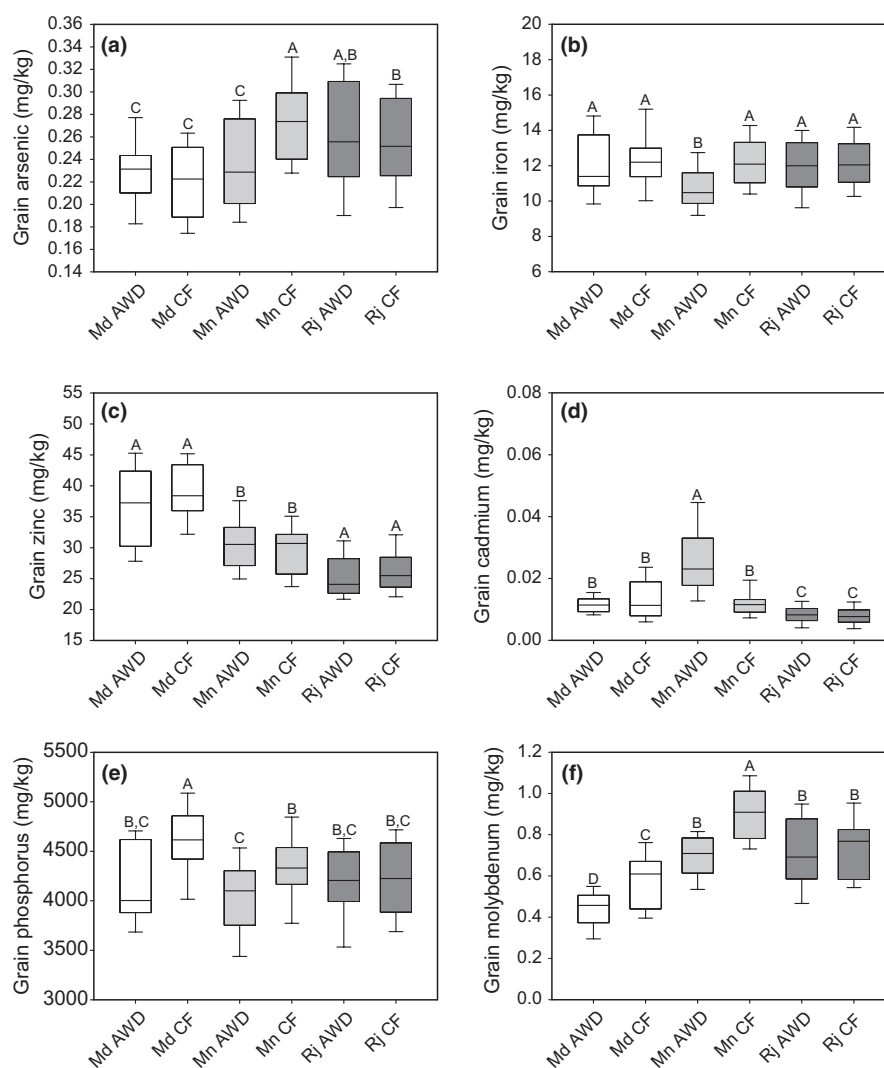 (a)
Grain arsenic (mg/kg)
0.36
0.34
0.32
0.30
0.28
0.26
0.24
0.22
0.20
0.18
0.16
0.14
C
C
C
A
A,B
B
Md AWD
Md CF
Mn AWD
Mn CF
Rj AWD
Rj CF
(b)
Grain iron (mg/kg)
20
18
16
14
12
10
8
6
A
A
B
A
A
A
Md AWD
Md CF
Mn AWD
Mn CF
Rj AWD
Rj CF
(c)
Grain zinc (mg/kg)
55
50
45
40
35
30
25
20
15
A
A
B
B
A
A
Md AWD
Md CF
Mn AWD
Mn CF
Rj AWD
Rj CF
(d)
Grain cadmium (mg/kg)
0.08
0.06
0.04
0.02
0.00
B
B
A
B
C
C
Md AWD
Md CF
Mn AWD
Mn CF
Rj AWD
Rj CF
(e)
Grain phosphorus (mg/kg)
5500
5000
4500
4000
3500
3000
B,C
A
C
B
B,C
B,C
Md AWD
Md CF
Mn AWD
Mn CF
Rj AWD
Rj CF
(f)
Grain molybdenum (mg/kg)
1.2
1.0
0.8
0.6
0.4
0.2
0.0
D
C
B
A
B
B
Md AWD
Md CF
Mn AWD
Mn CF
Rj AWD
Rj CF